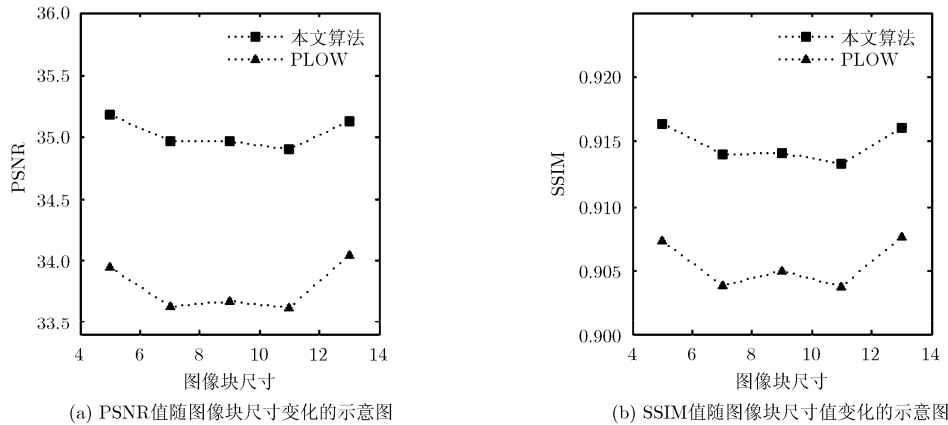 36.0
35.5
35.0
34.5
34.0
33.5
PSNR
本文算法
PLOW
4
6
8
10
12
14
图像块尺寸
(a) PSNR值随图像块尺寸变化的示意图
0.920
0.915
0.910
0.905
0.900
SSIM
本文算法
PLOW
4
6
8
10
12
14
图像块尺寸
(b) SSIM值随图像块尺寸值变化的示意图